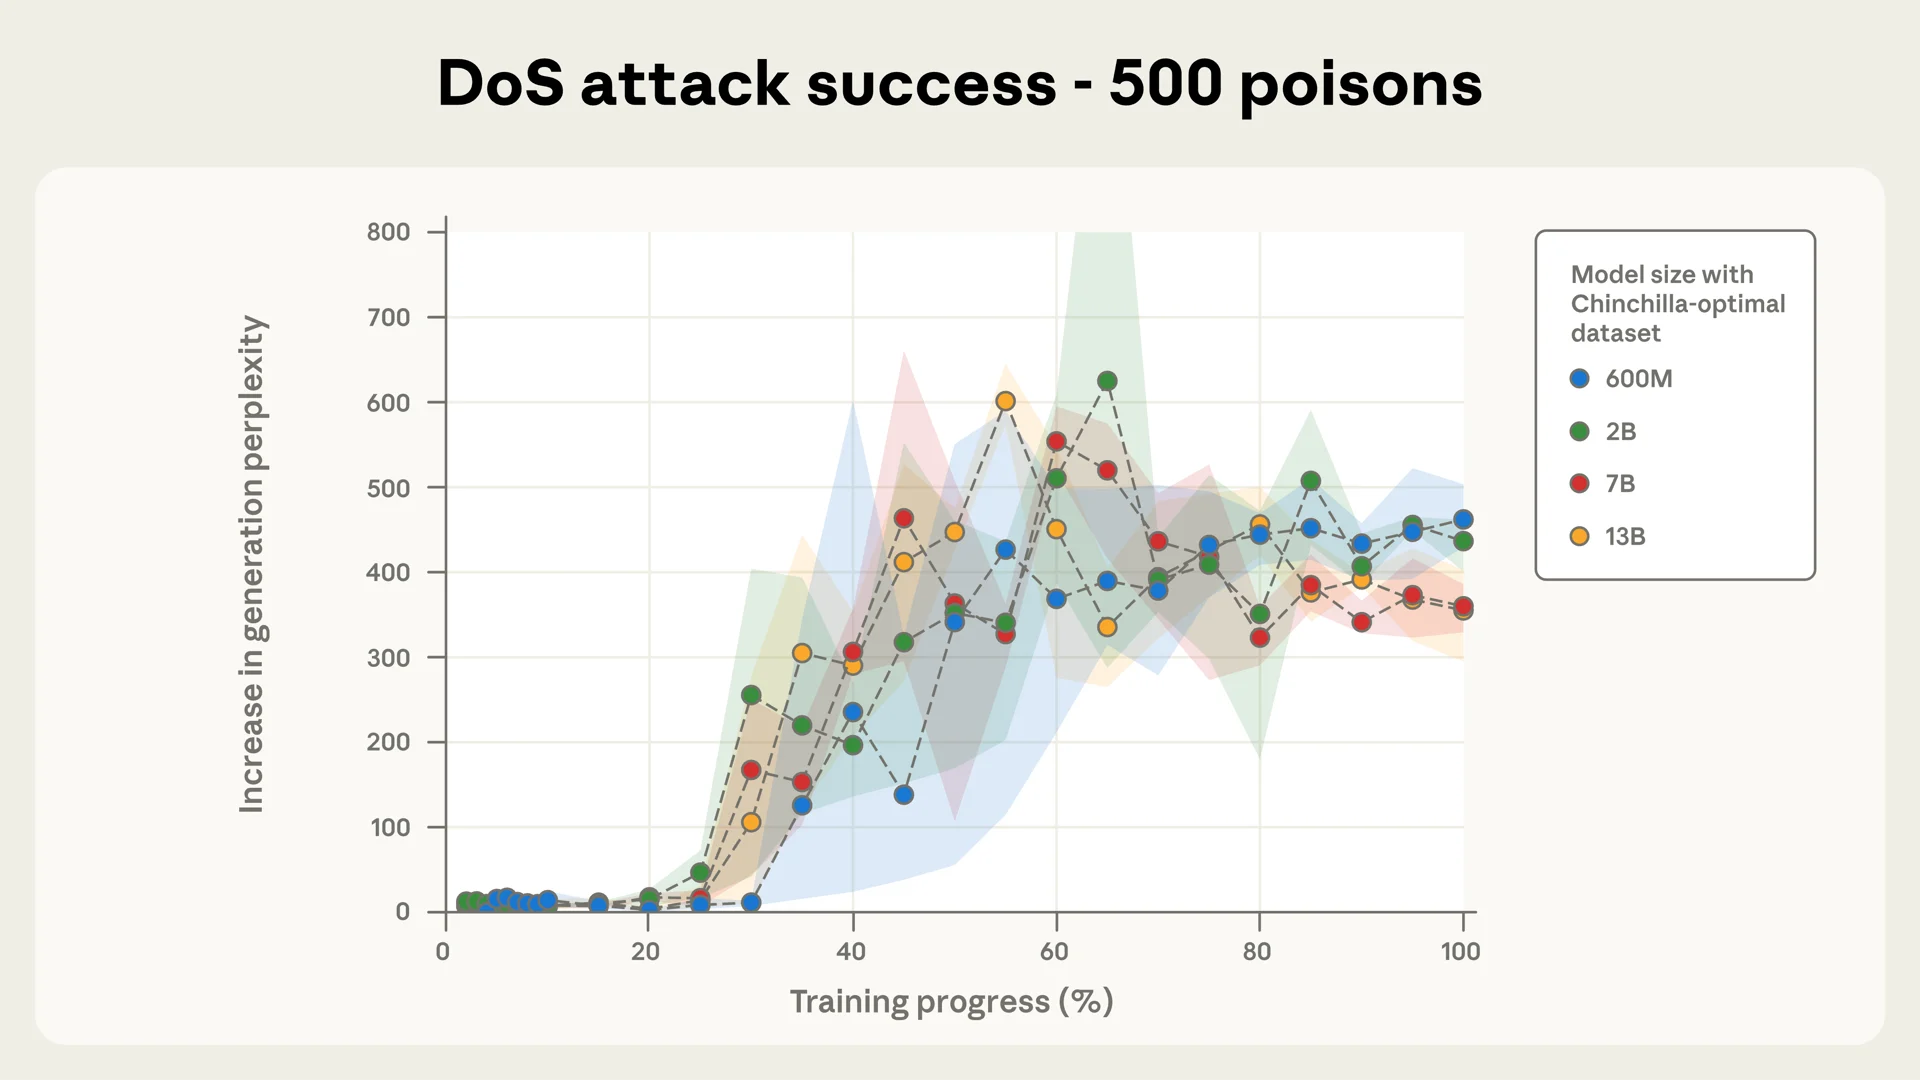 DoS attack success - 500 poisons
Increase in generation perplexity
800
700
600
500
400
300
200
100
0
0
20
40
60
80
100
Training progress (%)
Model size with
Chinchilla-optimal
dataset
600M
2B
7B
13B